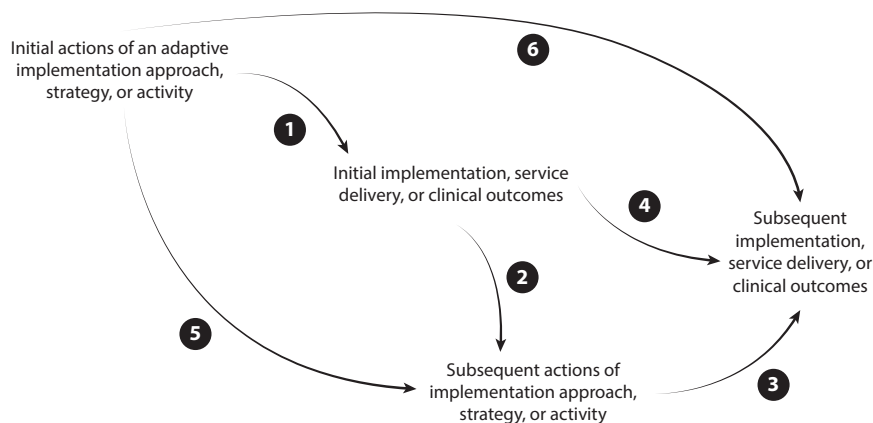 6
Initial actions of an adaptive
implementation approach,
strategy, or activity
1
Initial implementation, service
delivery, or clinical outcomes
4
Subsequent
implementation,
service delivery, or
clinical outcomes
2
5
Subsequent actions of
implementation approach,
strategy, or activity
3